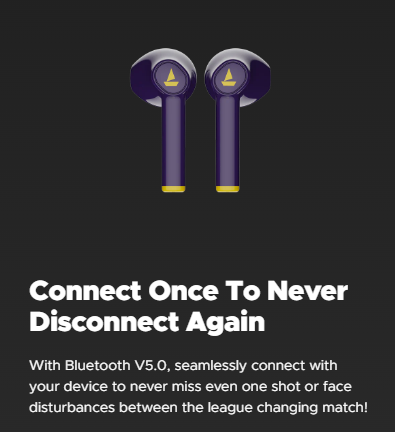 Connect Once To Never
Disconnect Again
With Bluetooth V5.0, seamlessly connect with
your device to never miss even one shot or face
disturbances between the league changing match!